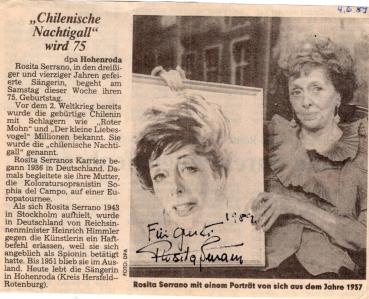 4.6.89
„Chilenische
Nachtigall“
wird 75
dpa Hohenroda
Rosita Serrano, in den dreißi-
ger und vierziger Jahren gefei-
erte Sängerin, begeht am
Samstag dieser Woche ihren
75. Geburtstag.
Vor dem 2. Weltkrieg bereits
wurde die gebürtige Chilenin
mit Schlagern wie „Roter
Mohn“ und „Der kleine Liebes-
vogel“ Millionen bekannt. Sie
wurde die „chilenische Nachti-
gall“ genannt.
Rosita Serranos Karriere be-
gann 1936 in Deutschland. Da-
mals begleitete sie ihre Mutter,
die Koloratursopranistin So-
phia del Campo, auf einer Eu-
ropatournee.
Als sich Rosita Serrano 1943
in Stockholm aufhielt, wurde
in Deutschland von Reichsin-
nenminister Heinrich Himmler
gegen die Künstlerin ein Haft-
befehl erlassen, weil sie sich
angeblich als Spionin betätigt
hatte. Bis 1951 blieb sie im Aus-
land. Heute lebt die Sängerin
in Hohenroda (Kreis Hersfeld-
Rotenburg).
FOTO: DPA
Für
Rosita Serrano
Rosita Serrano mit einem Porträt von sich aus dem Jahre 1937